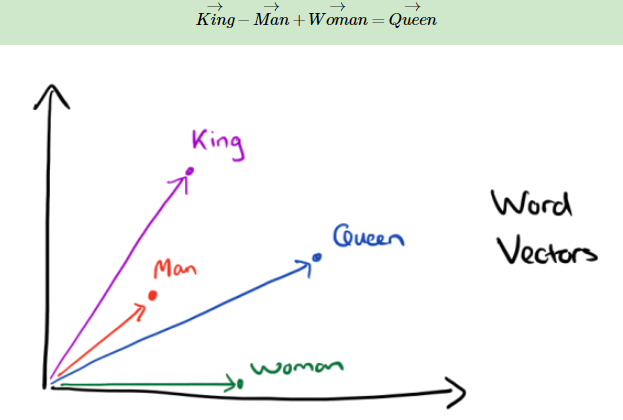 King − Man + Woman = Queen
King
Queen
Word
Vectors
Man
Woman